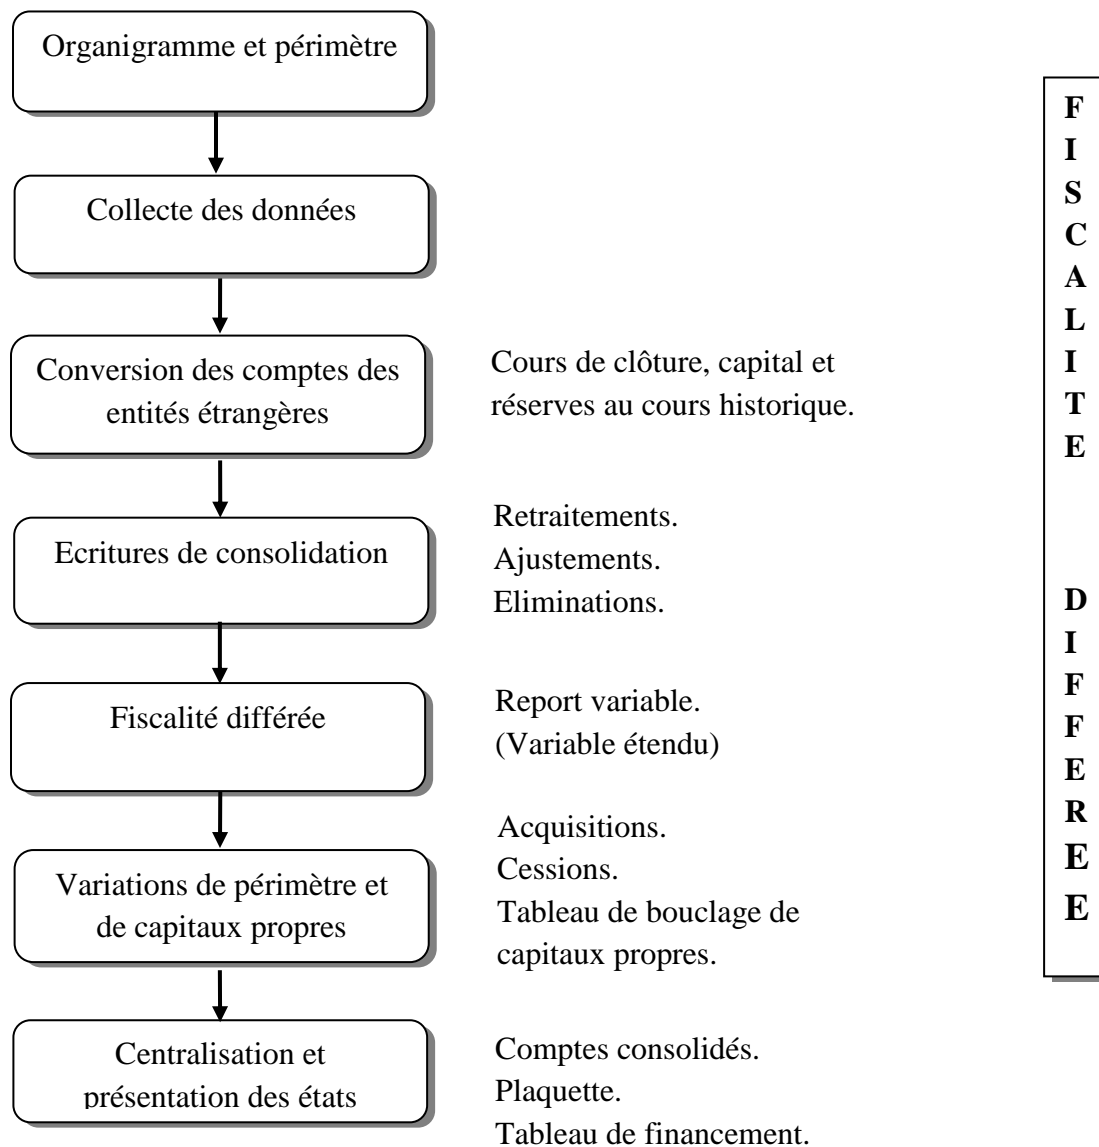 Organigramme et périmètre
Collecte des données
Conversion des comptes des
entités étrangères
Cours de clôture, capital et
réserves au cours historique.
Ecritures de consolidation
Retraitements.
Ajustements.
Eliminations.
Fiscalité différée
Report variable.
(Variable étendu)
Variations de périmètre et
de capitaux propres
Acquisitions.
Cessions.
Tableau de bouclage de
capitaux propres.
Centralisation et
présentation des états
Comptes consolidés.
Plaquette.
Tableau de financement.
F
I
S
C
A
L
I
T
E
D
I
F
F
E
R
E
E